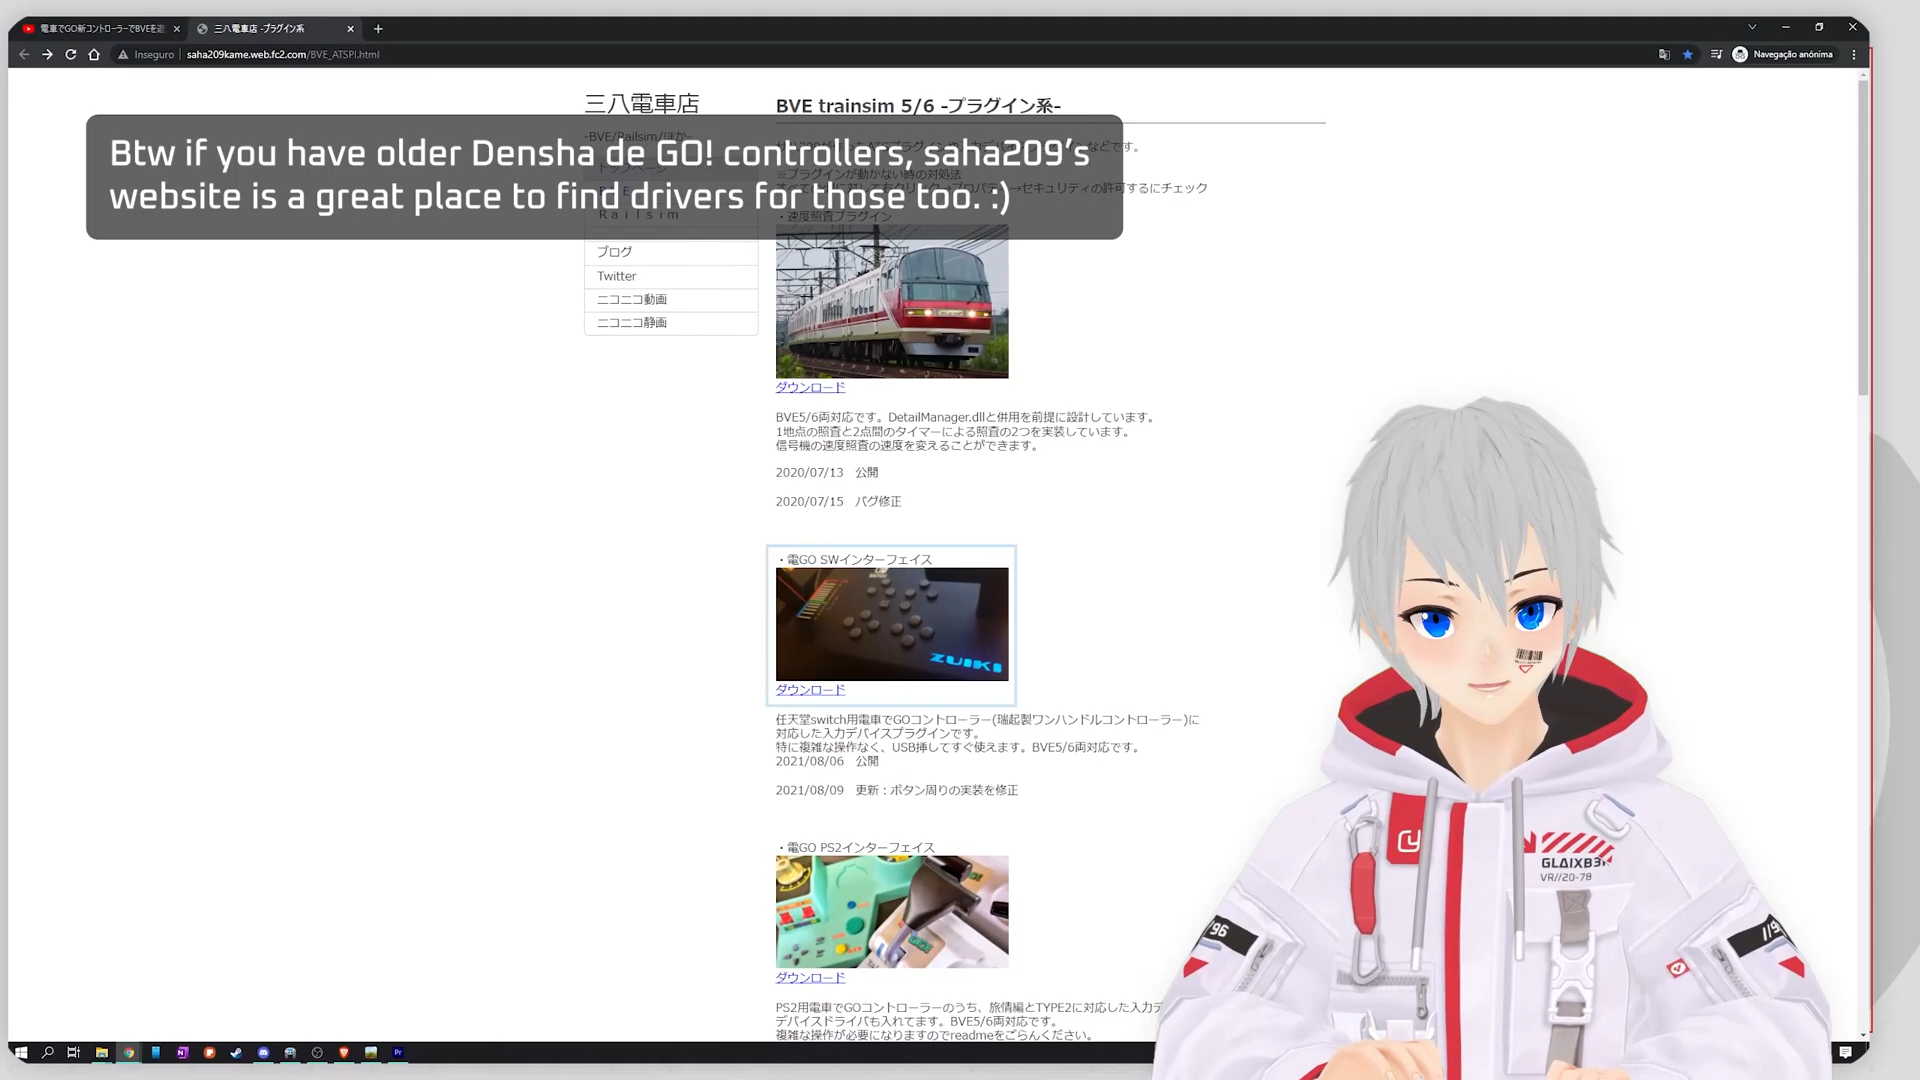 電車でGO新コントローラーでBVEを遊
三八電車店 -プラグイン系
Inseguro
saha209kame.web.fc2.com/BVE_ATSPI.html
Navegação anónima
三八電車店
-BVE/Railsim/ほか-
トップページ
Railsim
ブログ
Twitter
ニコニコ動画
ニコニコ静画
BVE trainsim 5/6 -プラグイン系-
などです。
※プラグインが動かない時の対処法
すべて 右クリック→プロパティ→セキュリティの許可するにチェック
Btw if you have older Densha de GO! controllers, saha209's
website is a great place to find drivers for those too. :)
・速度照査プラグイン
ダウンロード
BVE5/6両対応です。DetailManager.dllと併用を前提に設計しています。
1地点の照査と2点間のタイマーによる照査の2つを実装しています。
信号機の速度照査の速度を変えることができます。
2020/07/13 公開
2020/07/15 バグ修正
・電GO SWインターフェイス
ZUIKI
ダウンロード
任天堂switch用電車でGOコントローラー(瑞起製ワンハンドルコントローラー)に
対応した入力デバイスプラグインです。
特に複雑な操作なく、USB挿してすぐ使えます。BVE5/6両対応です。
2021/08/06 公開
2021/08/09 更新：ボタン周りの実装を修正
・電GO PS2インターフェイス
ダウンロード
PS2用電車でGOコントローラーのうち、旅情編とTYPE2に対応した入力デ
デバイスドライバも入れてます。BVE5/6両対応です。
複雑な操作が必要になりますのでreadmeをごらんください。
GLΔIXB3R
VR//20-78
//96
//96